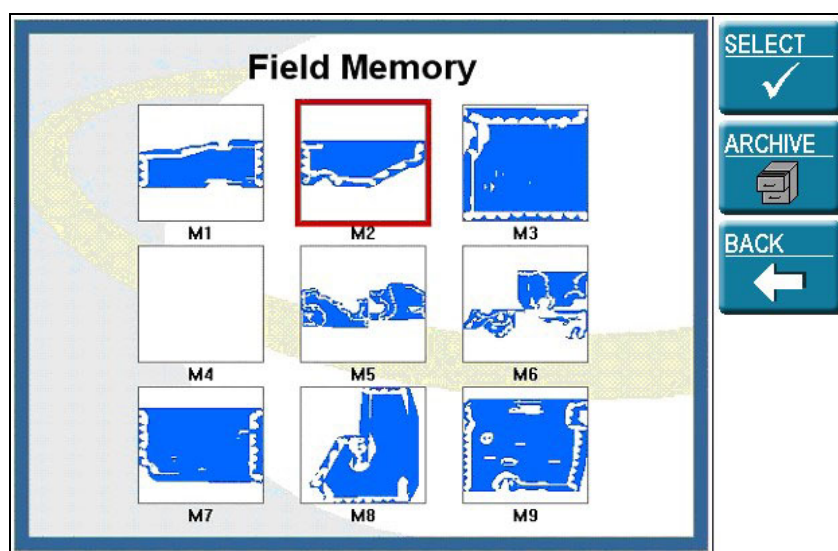 Field Memory
M1 M2 M3
M4 M5 M6
M7 M8 M9
SELECT
ARCHIVE
BACK